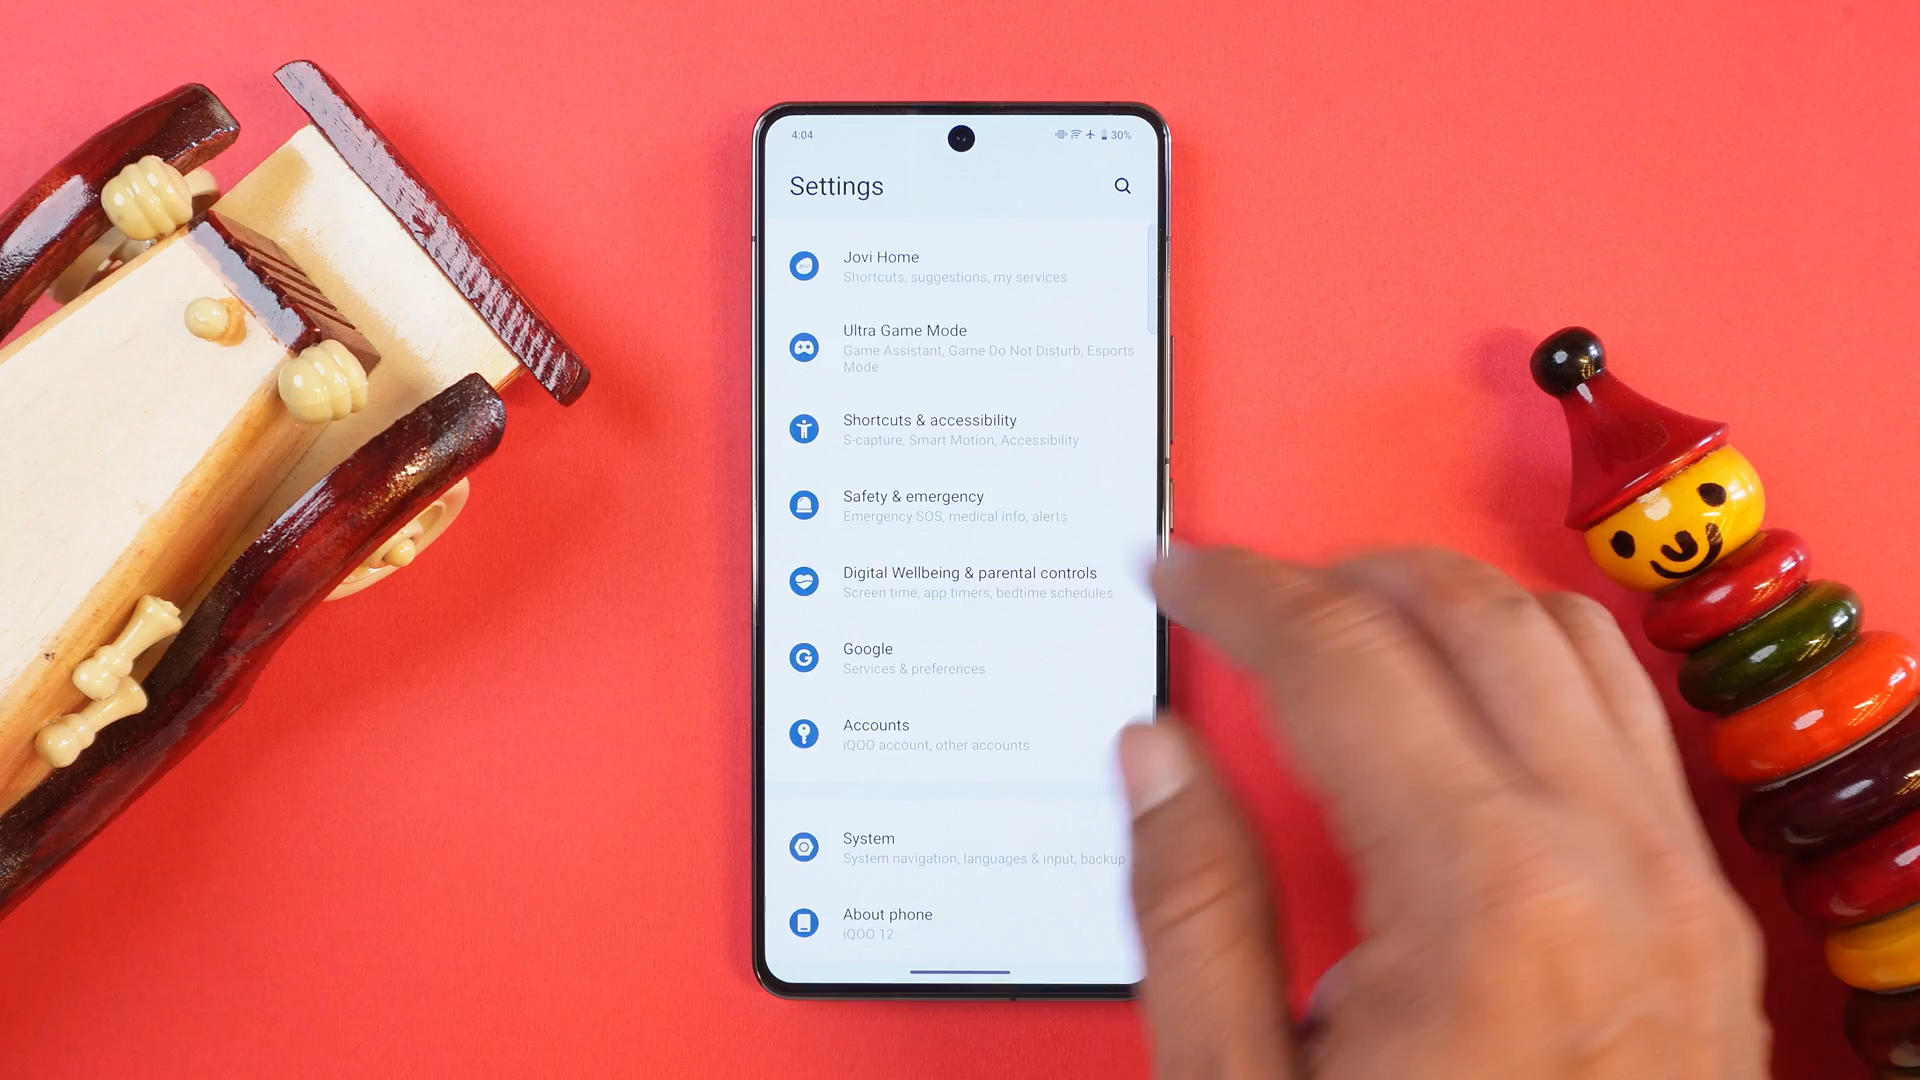 4:04
30%
Settings
Jovi Home
Shortcuts, suggestions, my services
Ultra Game Mode
Game Assistant, Game Do Not Disturb, Esports
Mode
Shortcuts & accessibility
S-capture, Smart Motion, Accessibility
Safety & emergency
Emergency SOS, medical info, alerts
Digital Wellbeing & parental controls
Screen time, app timers, bedtime schedules
Google
Services & preferences
Accounts
iQOO account, other accounts
System
System navigation, languages & input, backup
About phone
iQOO 12